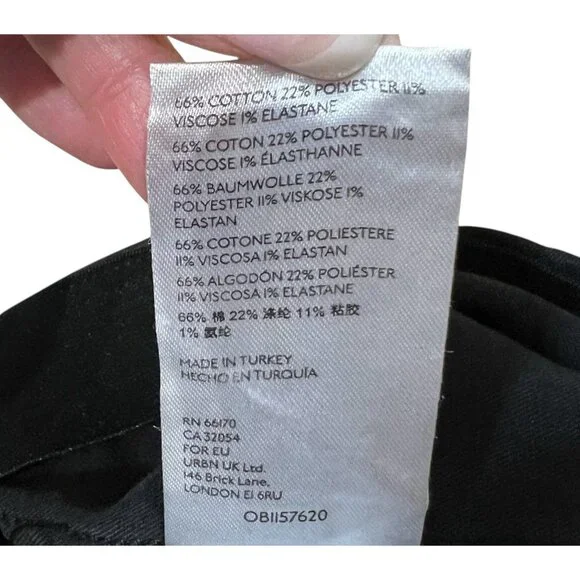 66% COTTON 22% POLYESTER 11%
VISCOSE 1% ELASTANE
66% COTON 22% POLYESTER 11%
VISCOSE 1% ÉLASTHANNE
66% BAUMWOLLE 22%
POLYESTER 11% VISKOSE 1%
ELASTAN
66% COTONE 22% POLIESTERE
11% VISCOSA 1% ELASTAN
66% ALGODÓN 22% POLIÉSTER
11% VISCOSA 1% ELASTANE
66% 棉 22% 涤纶 11% 粘胶
1% 氨纶
MADE IN TURKEY
HECHO EN TURQUÍA
RN 66170
CA 32054
FOR EU
URBN UK Ltd.
146 Brick Lane,
LONDON E1 6RU
OB1157620